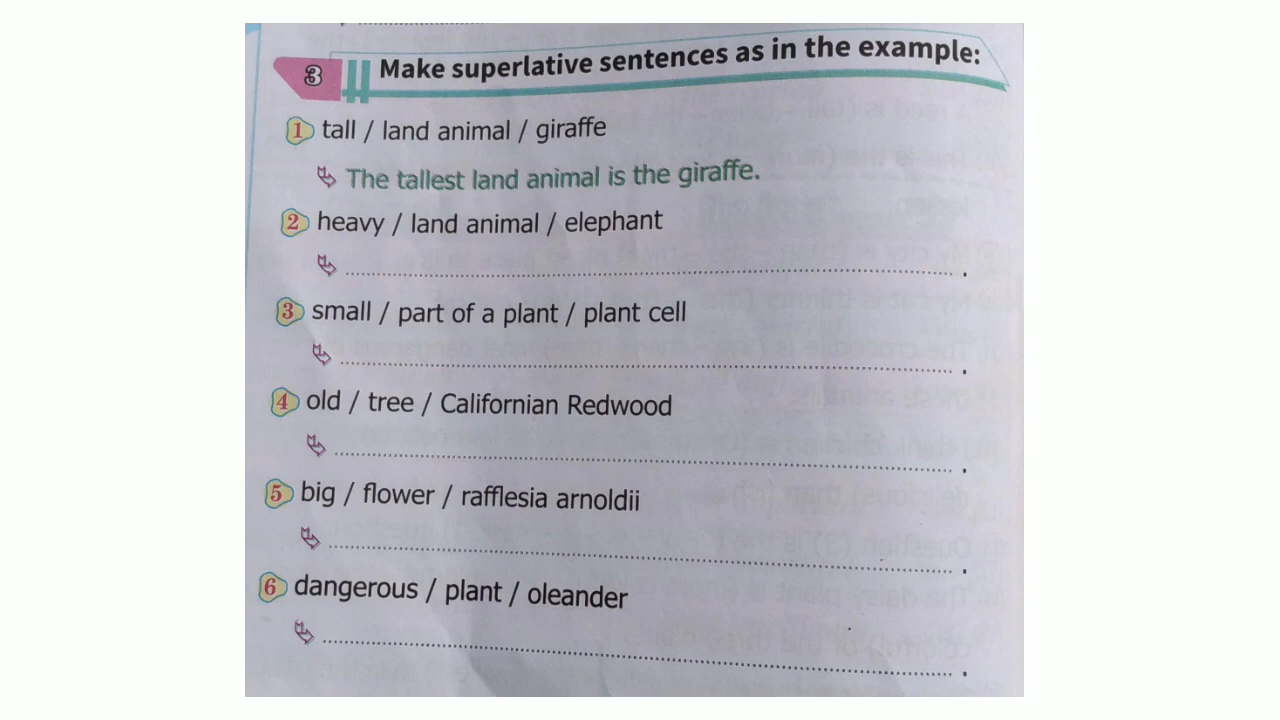 3 Make superlative sentences as in the example:
1 tall / land animal / giraffe
The tallest land animal is the giraffe.
2 heavy / land animal / elephant
.
3 small / part of a plant / plant cell
.
4 old / tree / Californian Redwood
.
5 big / flower / rafflesia arnoldii
.
6 dangerous / plant / oleander
.